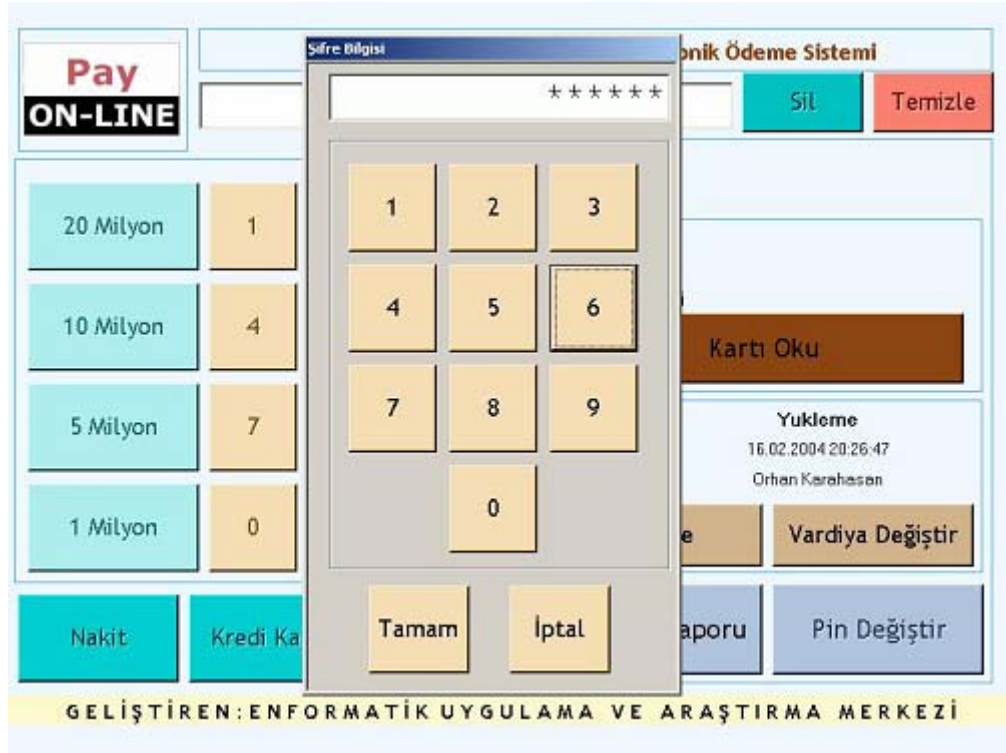 Şifre Bilgisi
Pay
ON-LINE
onik Ödeme Sistemi
******
Sil
Temizle
20 Milyon
1
1
2
3
10 Milyon
4
4
5
6
Kartı Oku
5 Milyon
7
7
8
9
Yukleme
16.02.2004 20:26:47
Orhan Karahasan
1 Milyon
0
0
e
Vardiya Değiştir
Nakit
Kredi Ka
Tamam
İptal
aporu
Pin Değiştir
GELİŞTİREN:ENFORMATİK UYGULAMA VE ARAŞTIRMA MERKEZİ